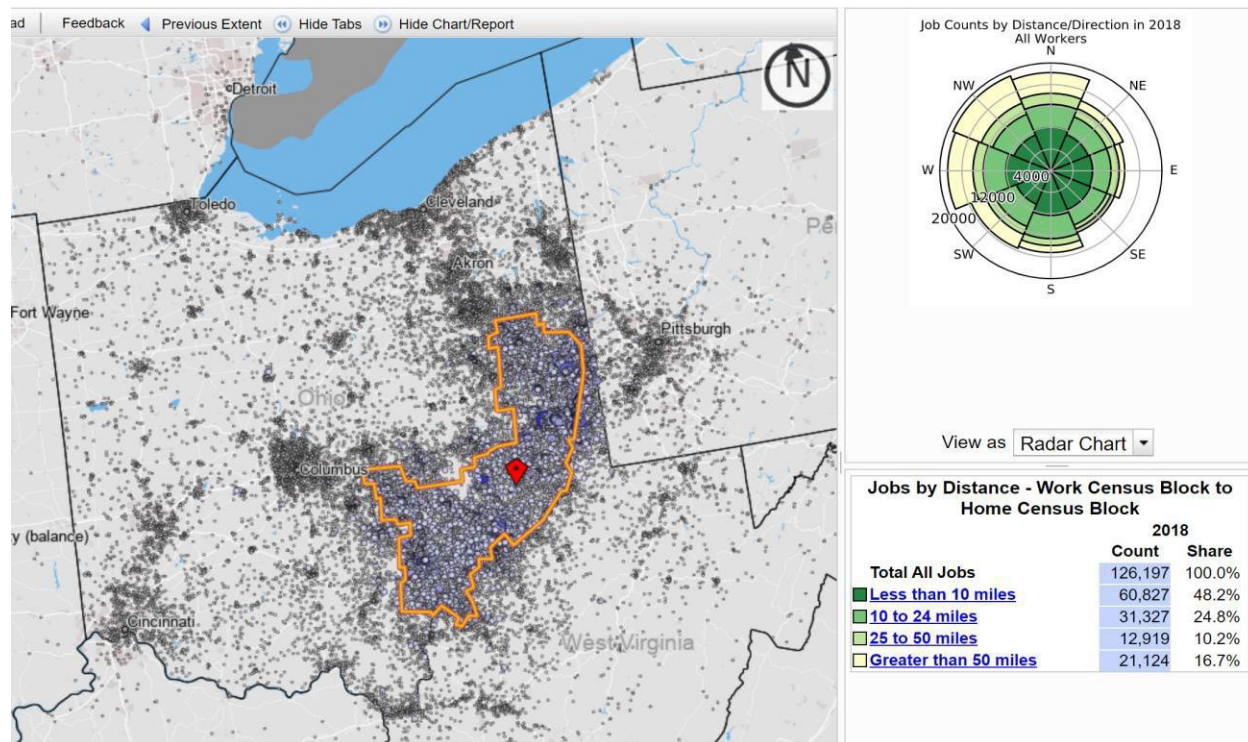 ad
Feedback
Previous Extent
Hide Tabs
Hide Chart/Report
N
Detroit
Toledo
Cleveland
Akron
Fort Wayne
Pittsburgh
Ohio
Columbus
y (balance)
Cincinnati
West Virginia
Job Counts by Distance/Direction in 2018
All Workers
N
NW
NE
W
E
4000
12000
20000
SW
SE
S
View as Radar Chart
Jobs by Distance - Work Census Block to
Home Census Block
2018
Count Share
Total All Jobs 126,197 100.0%
Less than 10 miles 60,827 48.2%
10 to 24 miles 31,327 24.8%
25 to 50 miles 12,919 10.2%
Greater than 50 miles 21,124 16.7%